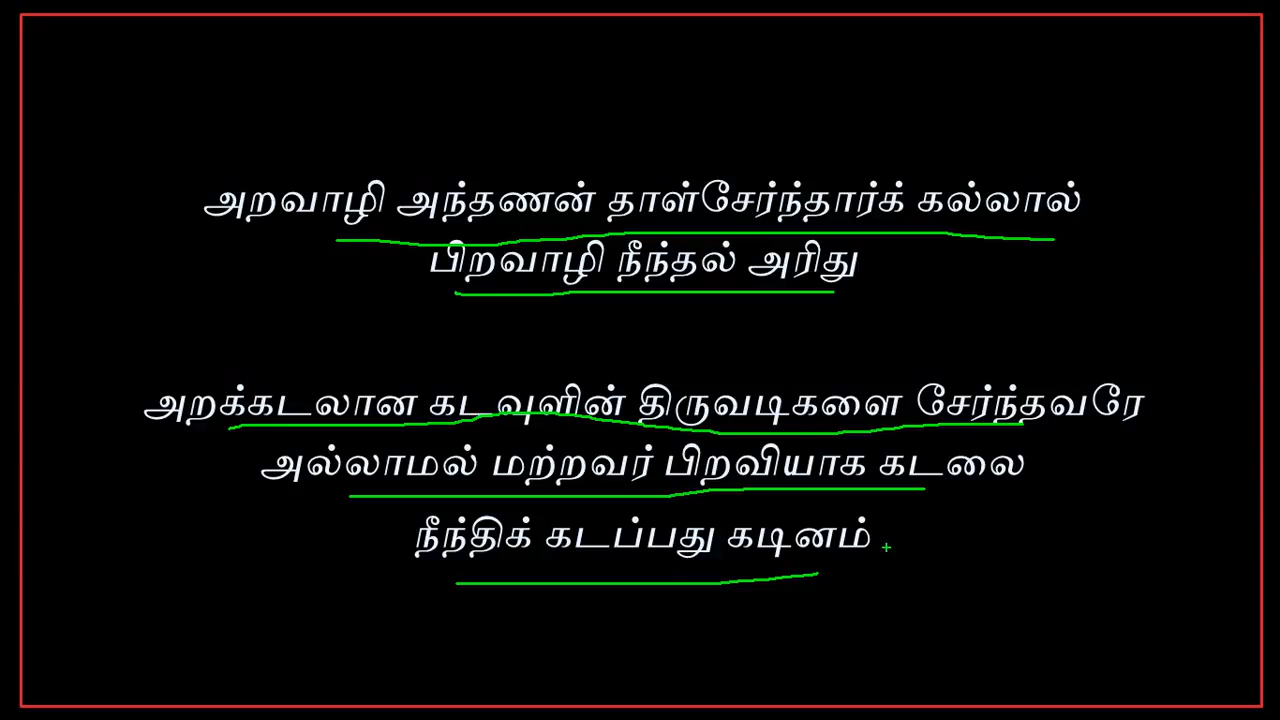 அறவாழி அந்தணன் தாள்சேர்ந்தார்க் கல்லால்
பிறவாழி நீந்தல் அரிது
அறக்கடலான கடவுளின் திருவடிகளை சேர்ந்தவரே
அல்லாமல் மற்றவர் பிறவியாக கடலை
நீந்திக் கடப்பது கடினம்